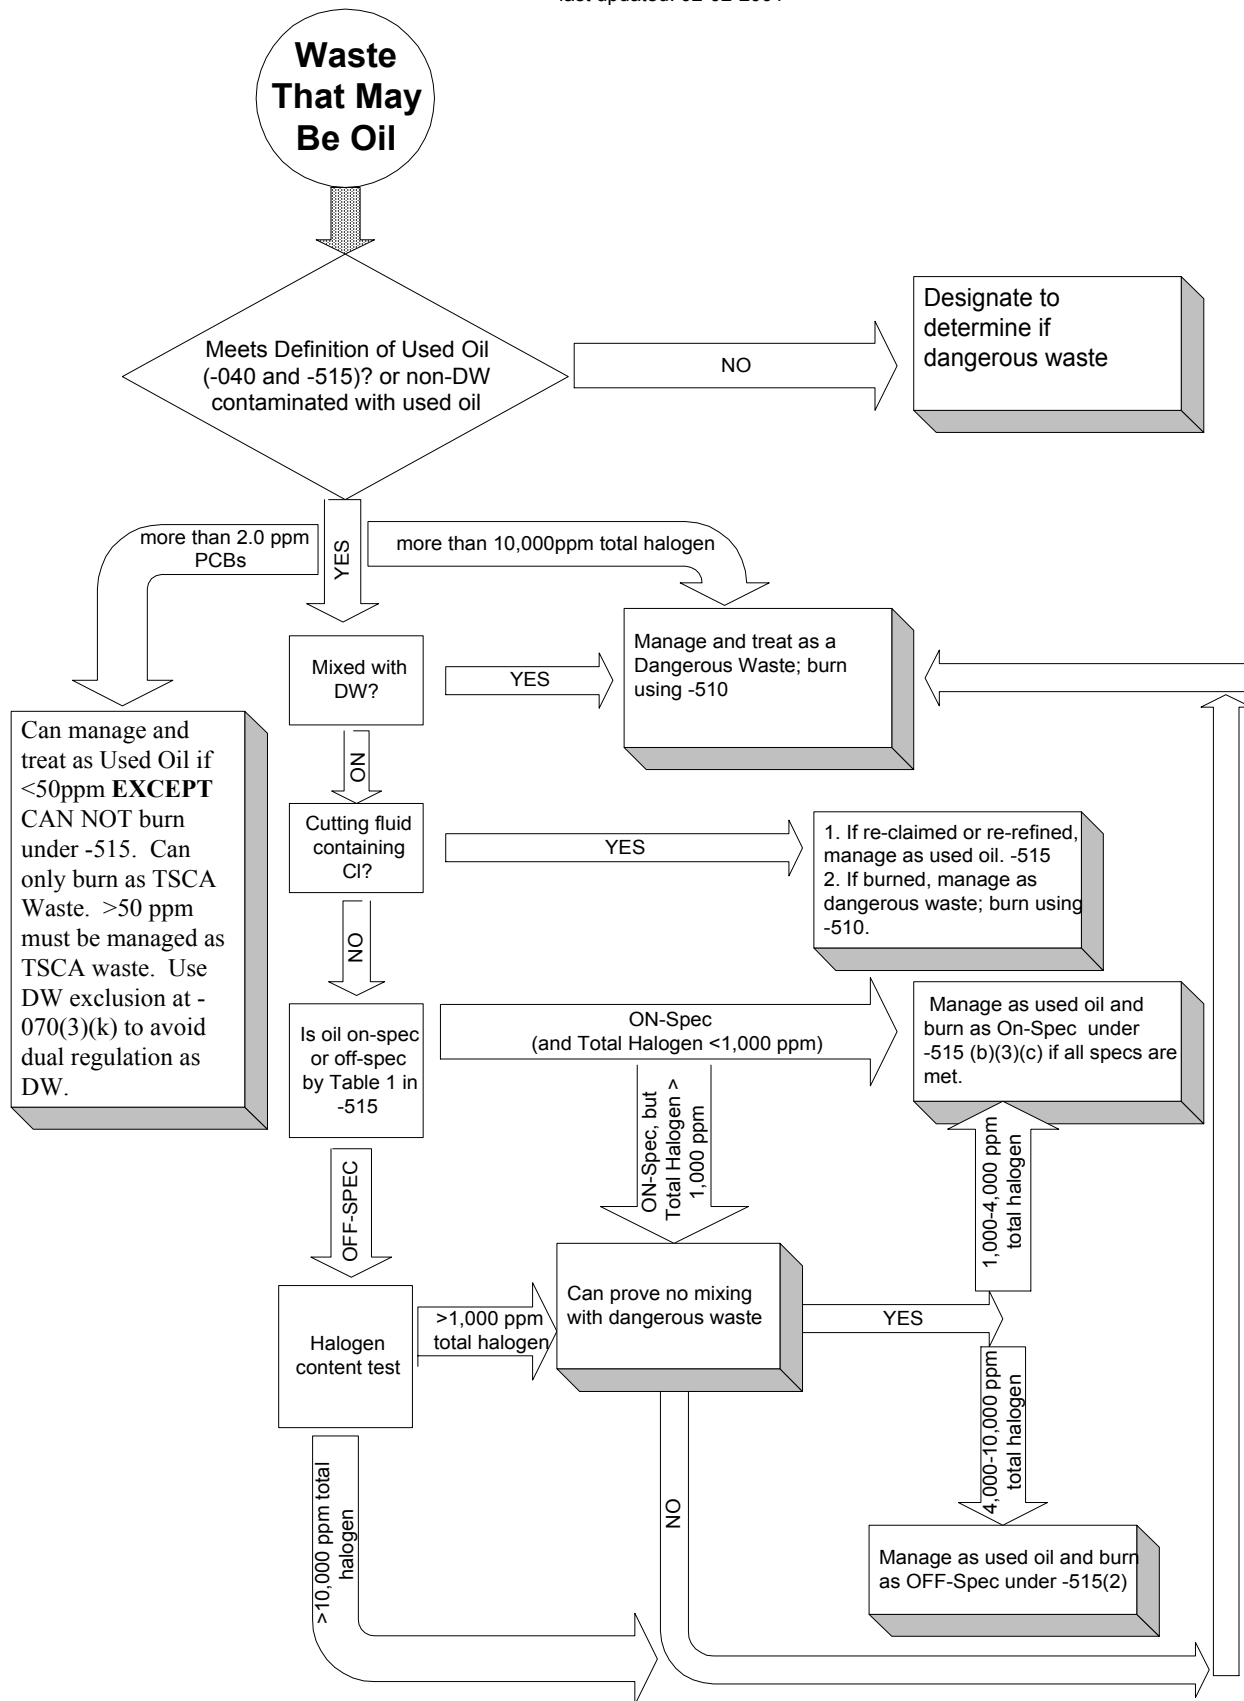 Waste
That May
Be Oil
Meets Definition of Used Oil
(-040 and -515)? or non-DW
contaminated with used oil
NO
Designate to
determine if
dangerous waste
more than 2.0 ppm
PCBs
YES
more than 10,000ppm total halogen
Mixed with
DW?
YES
Manage and treat as a
Dangerous Waste; burn
using -510
Can manage and
treat as Used Oil if
<50ppm EXCEPT
CAN NOT burn
under -515. Can
only burn as TSCA
Waste. >50 ppm
must be managed as
TSCA waste. Use
DW exclusion at -
070(3)(k) to avoid
dual regulation as
DW.
ON
Cutting fluid
containing
Cl?
YES
1. If re-claimed or re-refined,
manage as used oil. -515
2. If burned, manage as
dangerous waste; burn using
-510.
NO
Is oil on-spec
or off-spec
by Table 1 in
-515
ON-Spec
(and Total Halogen <1,000 ppm)
Manage as used oil and
burn as On-Spec under
-515 (b)(3)(c) if all specs are
met.
ON-Spec, but
Total Halogen >
1,000 ppm
1,000-4,000 ppm
total halogen
OFF-SPEC
Halogen
content test
>1,000 ppm
total halogen
Can prove no mixing
with dangerous waste
YES
4,000-10,000 ppm
total halogen
>10,000 ppm total
halogen
NO
Manage as used oil and burn
as OFF-Spec under -515(2)